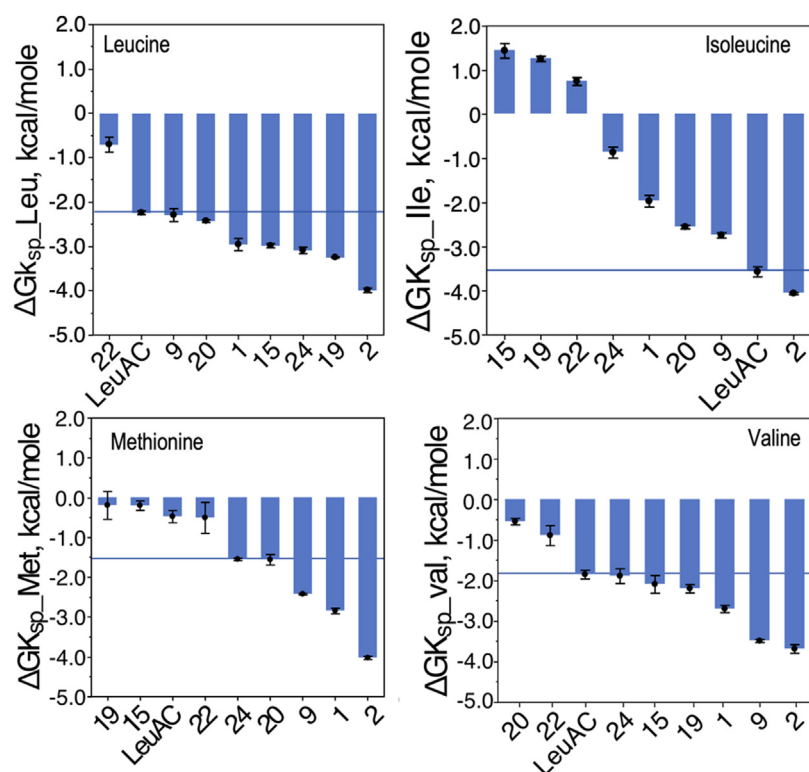 Leucine
2.0
1.0
0
-1.0
-2.0
-3.0
-4.0
-5.0
ΔGk_sp_Leu, kcal/mole
22 LeuAC 9 20 1 15 24 19 2
Isoleucine
2.0
1.0
0
-1.0
-2.0
-3.0
-4.0
-5.0
ΔGK_sp_Ile, kcal/mole
15 19 22 24 1 20 9 LeuAC 2
Methionine
2.0
1.0
0.0
-1.0
-2.0
-3.0
-4.0
-5.0
ΔGK_sp_Met, kcal/mole
19 15 LeuAC 22 24 20 9 1 2
Valine
2.0
1.0
0.0
-1.0
-2.0
-3.0
-4.0
-5.0
ΔGK_sp_val, kcal/mole
20 22 LeuAC 24 15 19 1 9 2